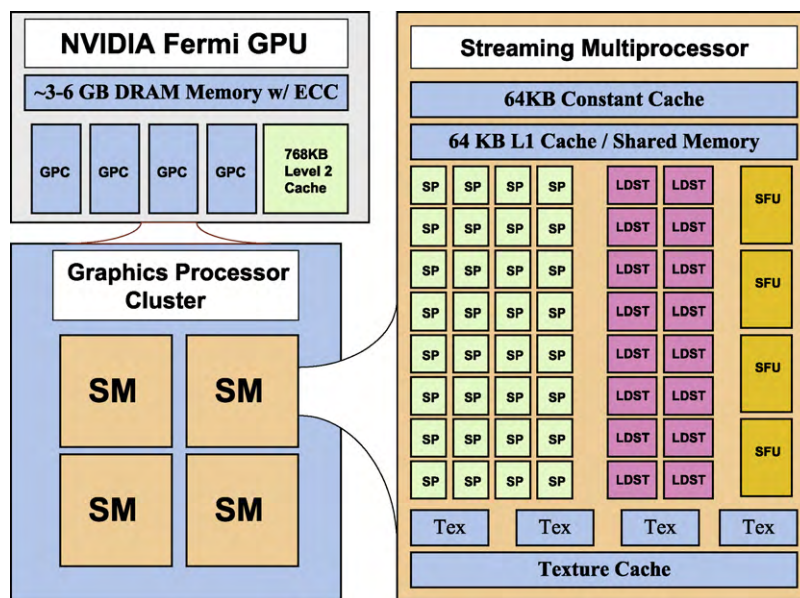 NVIDIA Fermi GPU
~3-6 GB DRAM Memory w/ ECC
GPC GPC GPC GPC
768KB
Level 2
Cache
Graphics Processor
Cluster
SM SM
SM SM
Streaming Multiprocessor
64KB Constant Cache
64 KB L1 Cache / Shared Memory
SP SP SP SP LDST LDST SFU
SP SP SP SP LDST LDST
SP SP SP SP LDST LDST SFU
SP SP SP SP LDST LDST
SP SP SP SP LDST LDST SFU
SP SP SP SP LDST LDST
SP SP SP SP LDST LDST SFU
SP SP SP SP LDST LDST
Tex Tex Tex Tex
Texture Cache